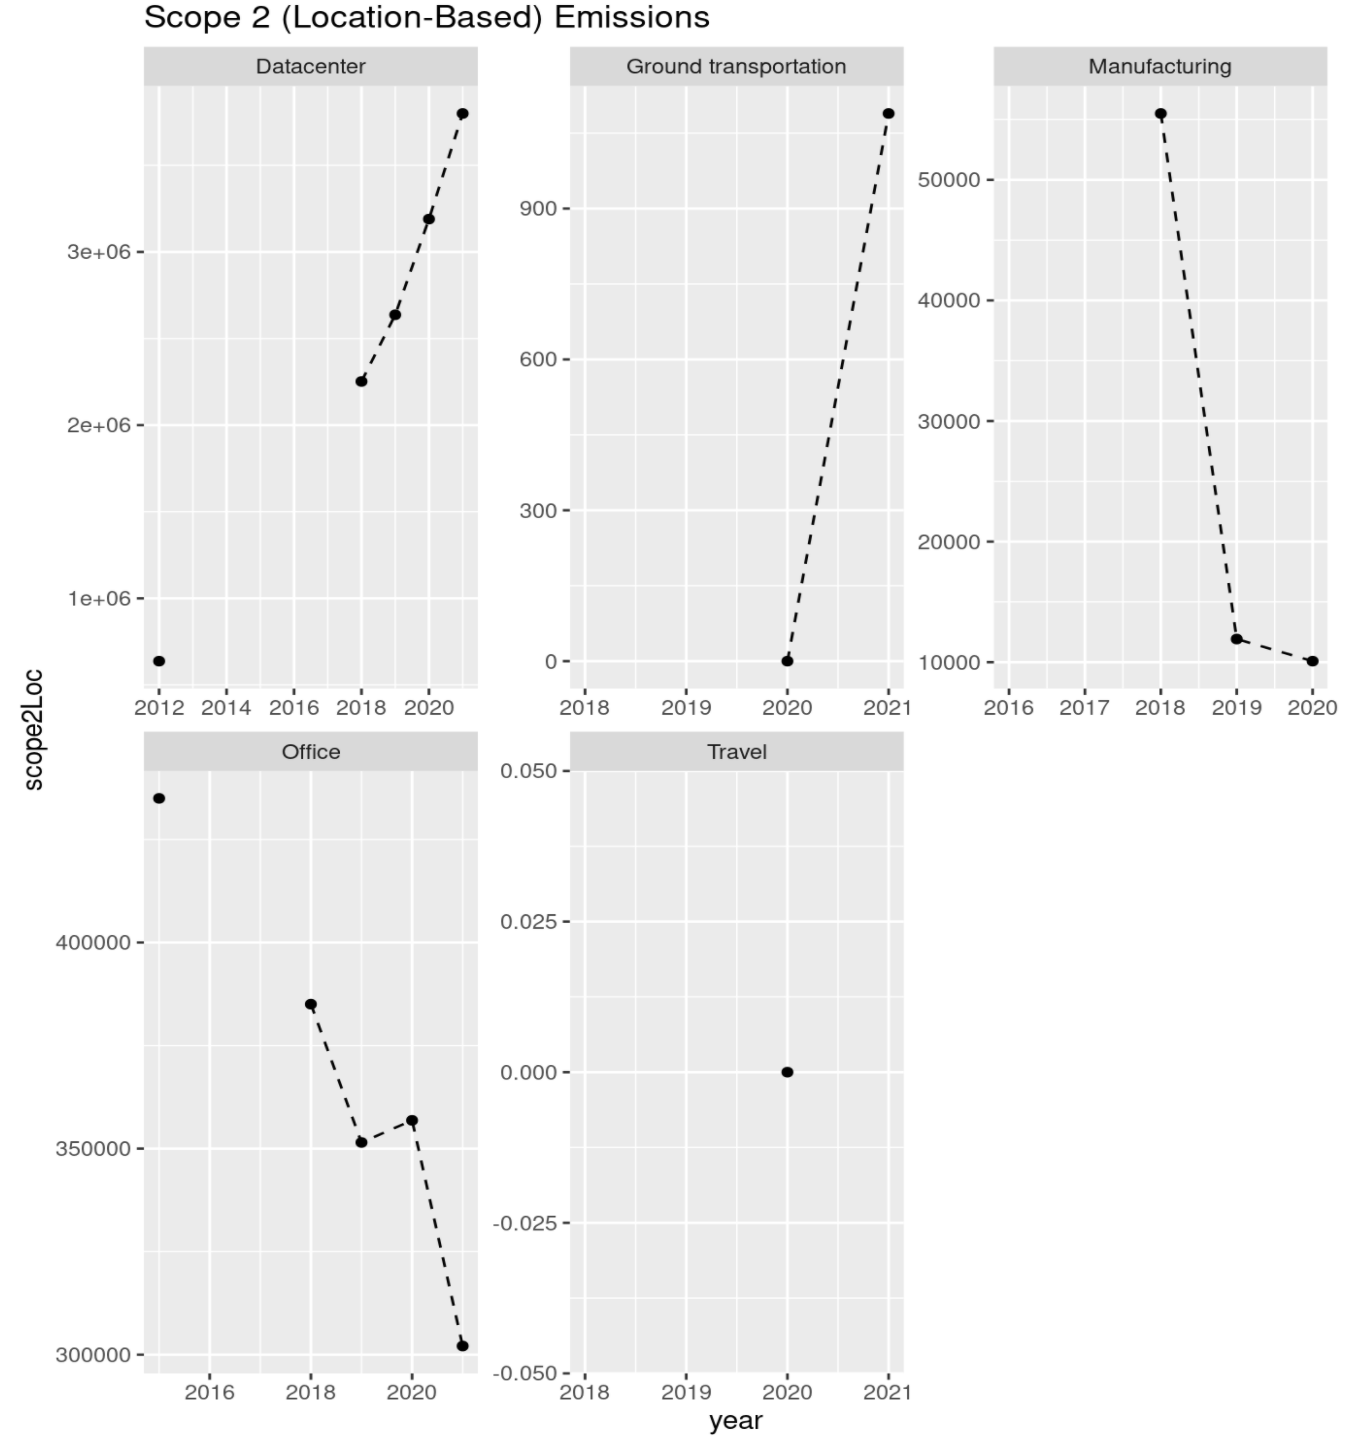 Scope 2 (Location-Based) Emissions
Datacenter
Ground transportation
Manufacturing
3e+06
2e+06
1e+06
2012 2014 2016 2018 2020
900
600
300
0
2018 2019 2020 2021
50000
40000
30000
20000
10000
2016 2017 2018 2019 2020
scope2Loc
Office
Travel
400000
350000
300000
2016 2018 2020
0.050
0.025
0.000
-0.025
-0.050
2018 2019 2020 2021
year